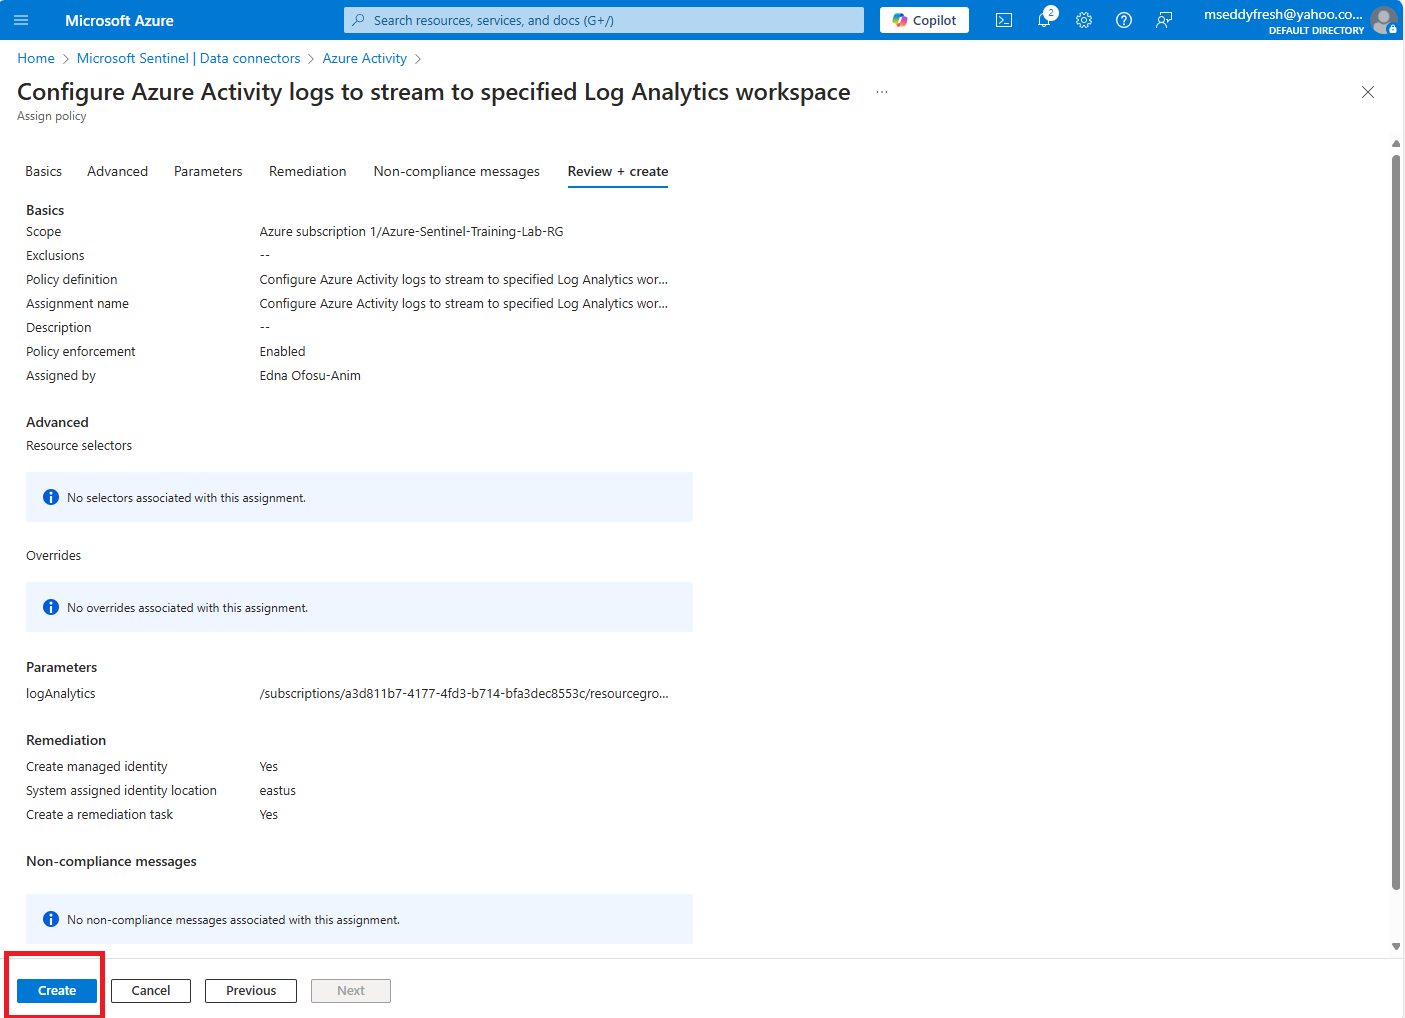 Microsoft Azure
Search resources, services, and docs (G+/)
Copilot
2
mseddyfresh@yahoo.co...
DEFAULT DIRECTORY
Home > Microsoft Sentinel | Data connectors > Azure Activity >
Configure Azure Activity logs to stream to specified Log Analytics workspace ...
Assign policy
Basics Advanced Parameters Remediation Non-compliance messages Review + create
Basics
Scope Azure subscription 1/Azure-Sentinel-Training-Lab-RG
Exclusions --
Policy definition Configure Azure Activity logs to stream to specified Log Analytics wor...
Assignment name Configure Azure Activity logs to stream to specified Log Analytics wor...
Description --
Policy enforcement Enabled
Assigned by Edna Ofosu-Anim
Advanced
Resource selectors
No selectors associated with this assignment.
Overrides
No overrides associated with this assignment.
Parameters
logAnalytics /subscriptions/a3d811b7-4177-4fd3-b714-bfa3dec8553c/resourcegro...
Remediation
Create managed identity Yes
System assigned identity location eastus
Create a remediation task Yes
Non-compliance messages
No non-compliance messages associated with this assignment.
Create Cancel Previous Next